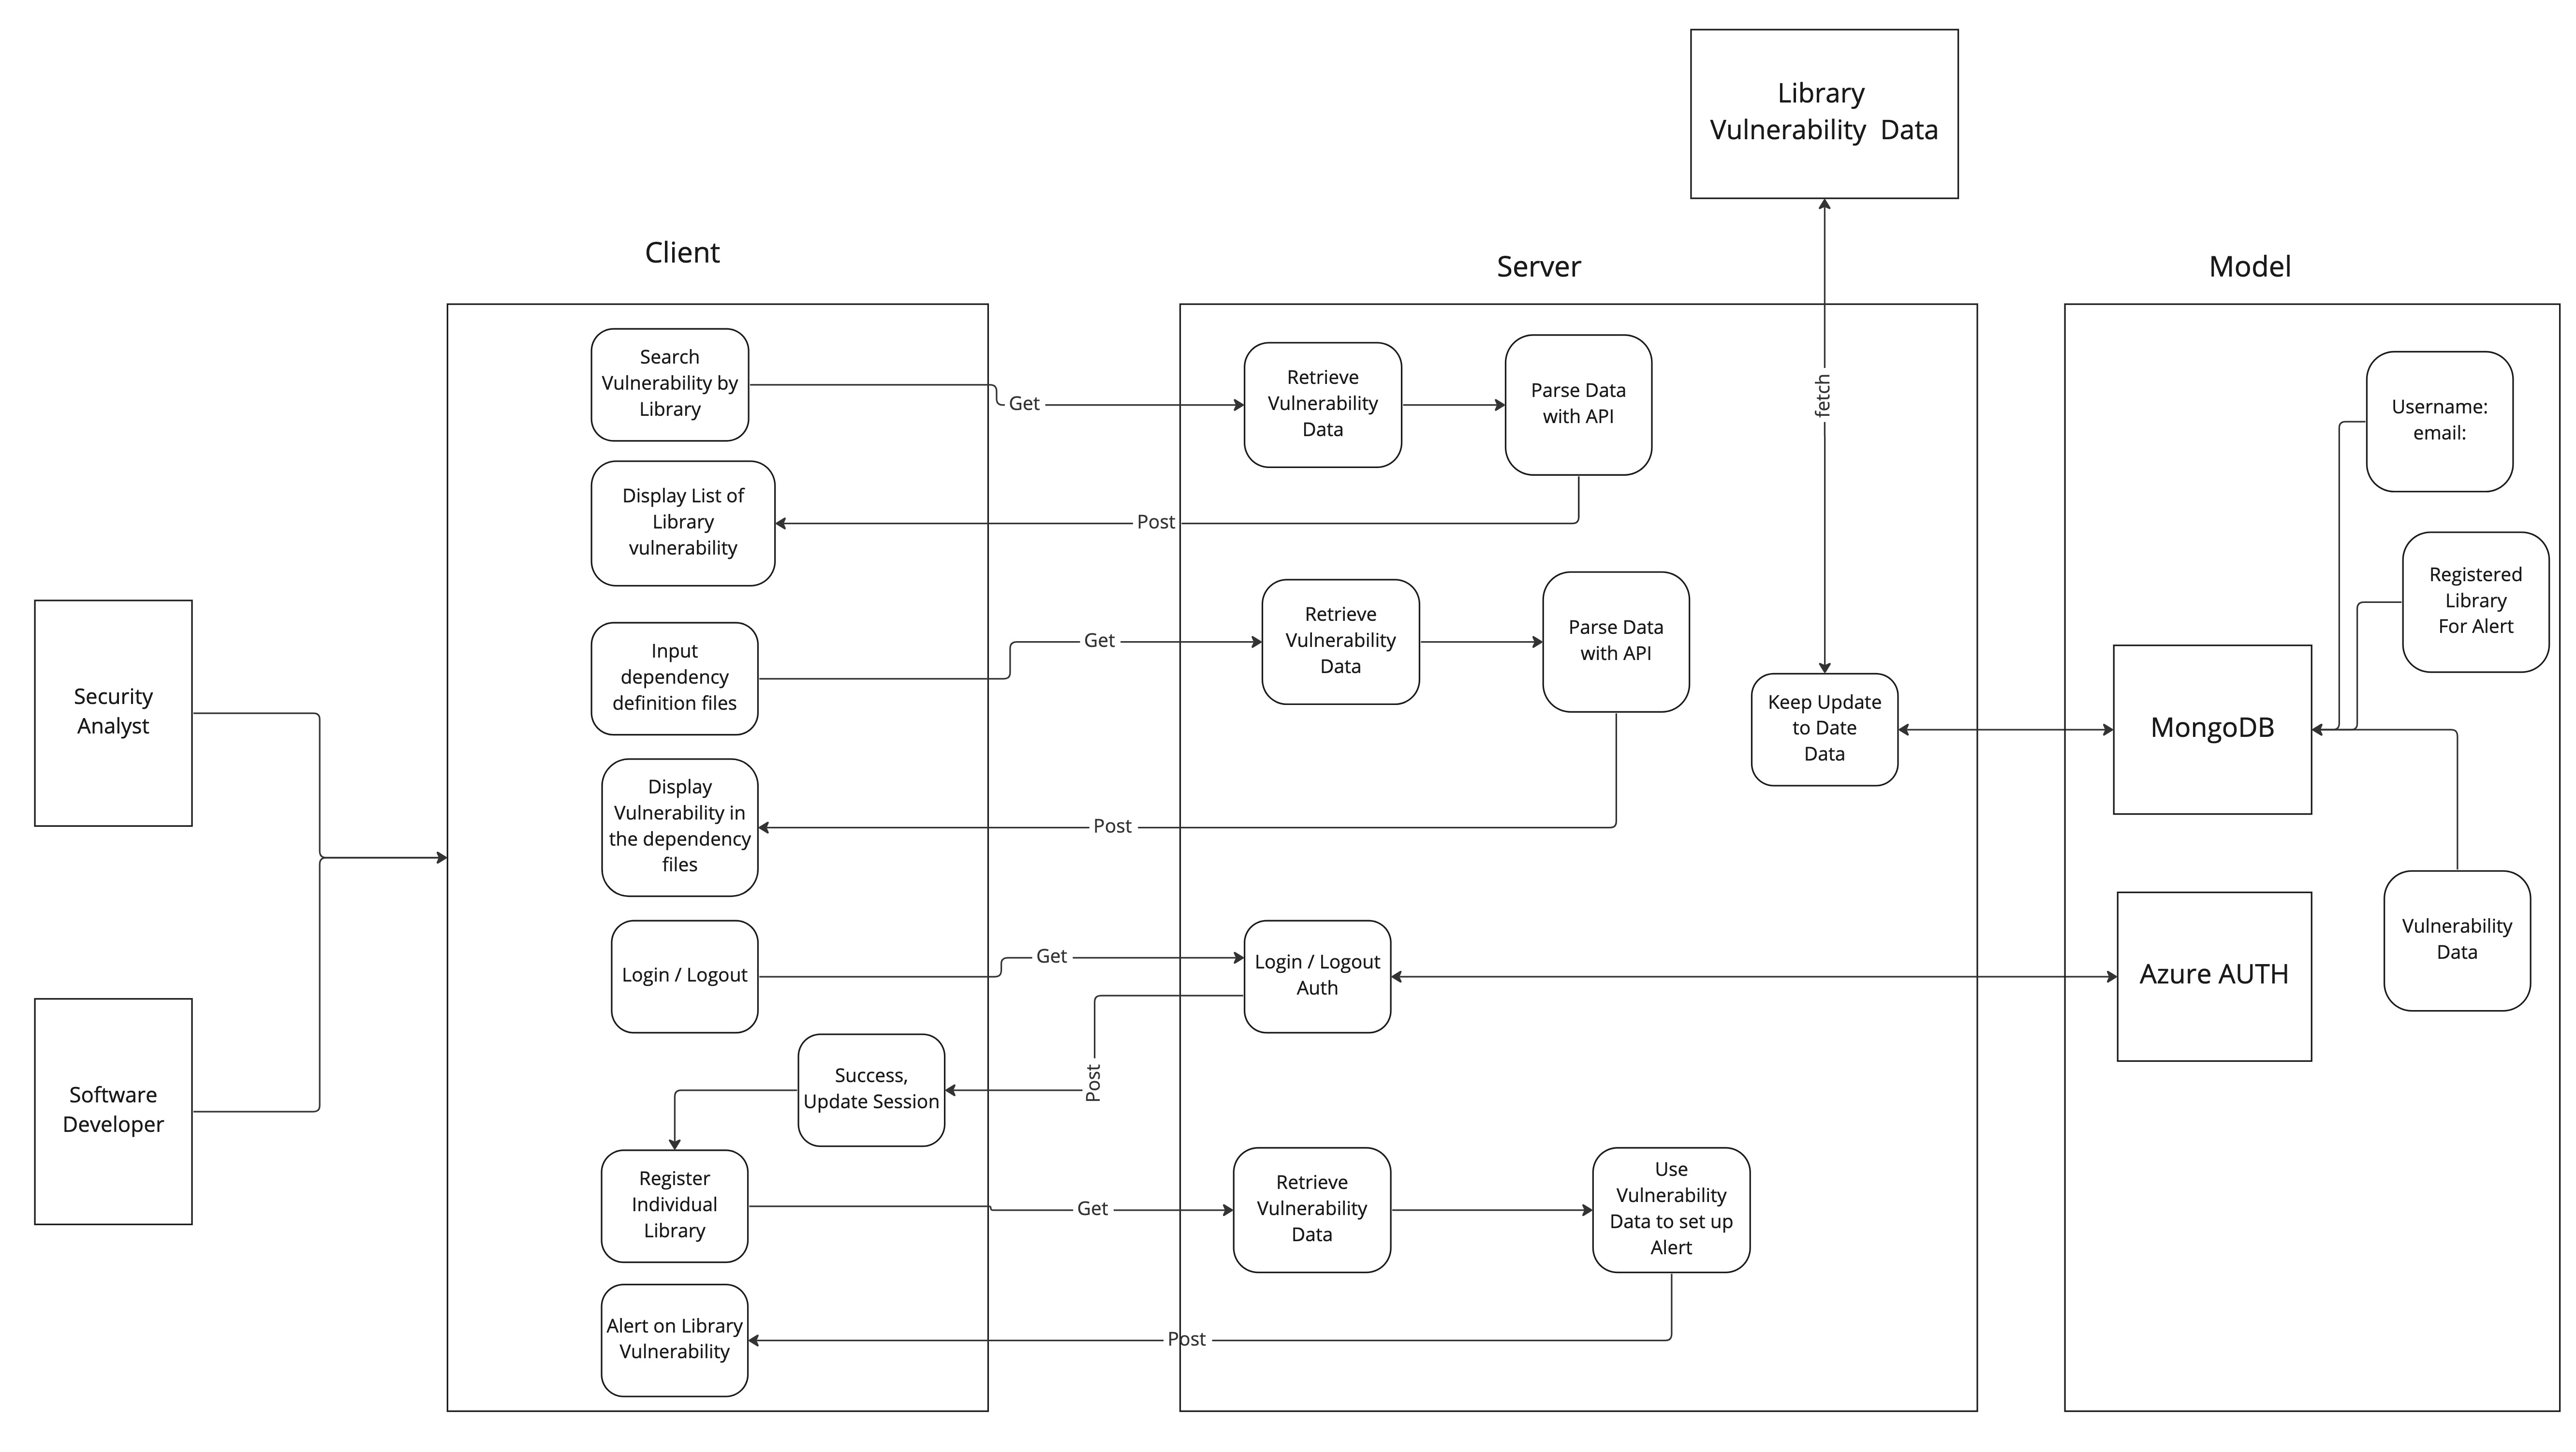 Library
Vulnerability Data
Client
Server
Model
Search
Vulnerability by
Library
Get
Retrieve
Vulnerability
Data
Parse Data
with API
fetch
Username:
email:
Display List of
Library
vulnerability
Post
Registered
Library
For Alert
Input
dependency
definition files
Get
Retrieve
Vulnerability
Data
Parse Data
with API
Security
Analyst
Keep Update
to Date
Data
MongoDB
Display
Vulnerability in
the dependency
files
Post
Login / Logout
Get
Login / Logout
Auth
Azure AUTH
Vulnerability
Data
Software
Developer
Success,
Update Session
Post
Register
Individual
Library
Get
Retrieve
Vulnerability
Data
Use
Vulnerability
Data to set up
Alert
Alert on Library
Vulnerability
Post